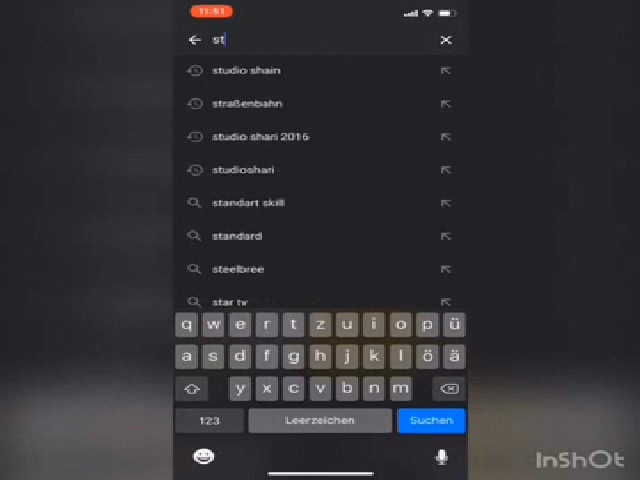 11:51
st
studio shain
straßenbahn
studio shari 2016
studioshari
standart skill
standard
steelbree
star tv
q w e r t z u i o p ü
a s d f g h j k l ö ä
y x c v b n m
123 Leerzeichen Suchen
InShOt